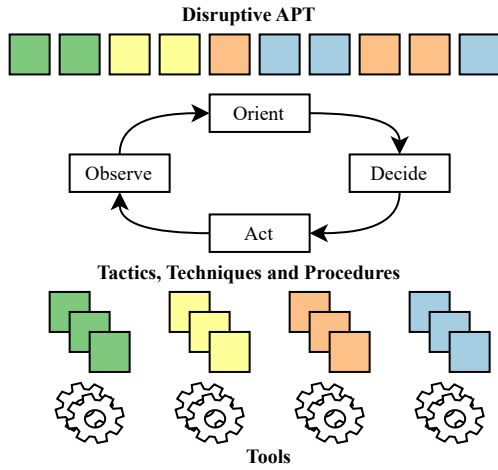 Disruptive APT
Orient
Observe
Decide
Act
Tactics, Techniques and Procedures
Tools